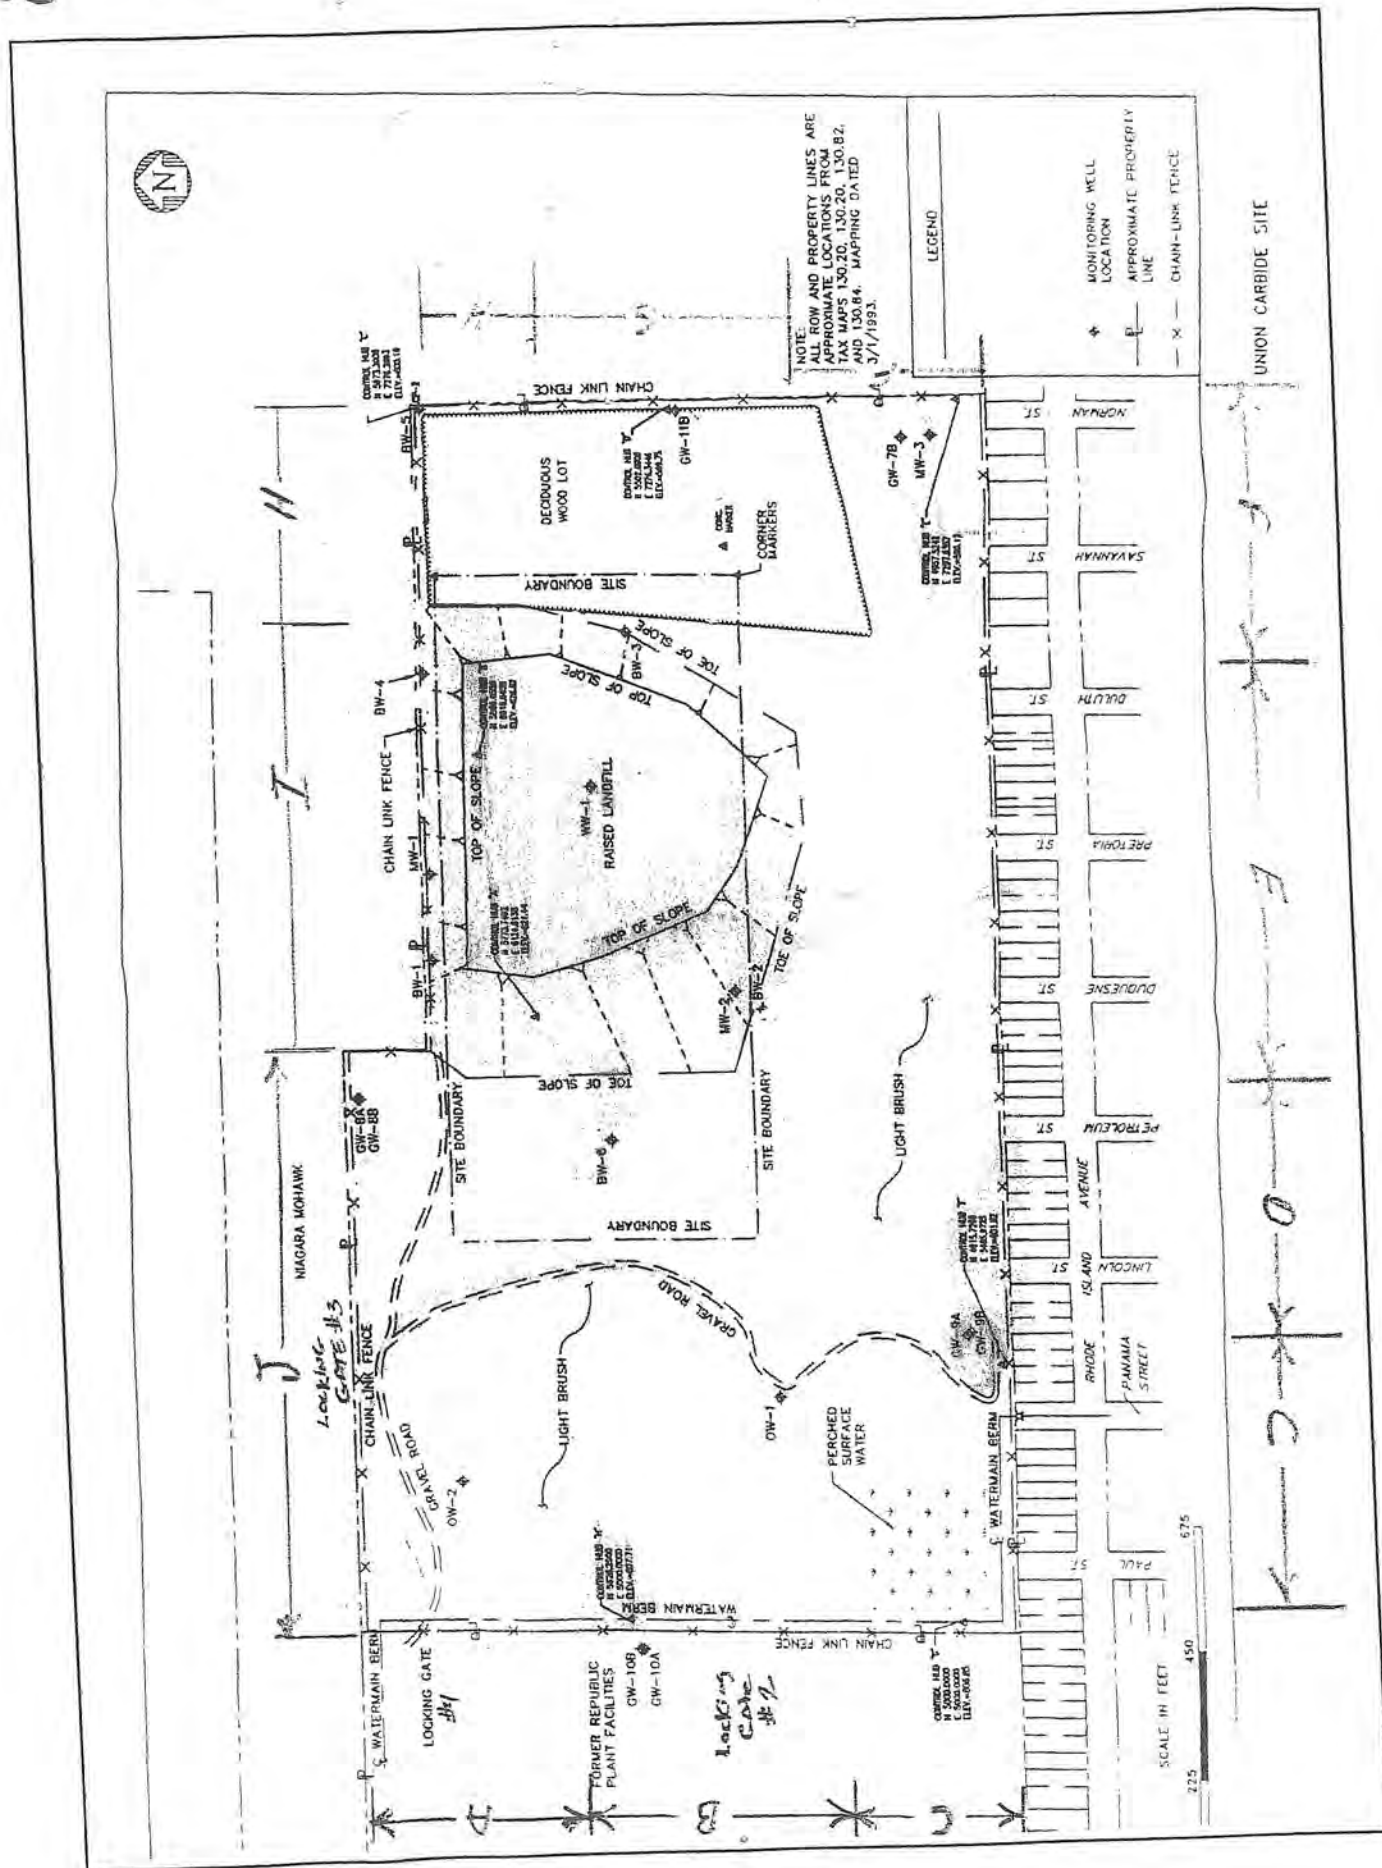 N
NOTE:
ALL ROW AND PROPERTY LINES ARE
APPROXIMATE LOCATIONS FROM
TAX MAPS 130.20, 130.20, 130.82,
AND 130.84. MAPPING DATED
3/1/1993.
LEGEND
MONITORING WELL
LOCATION
APPROXIMATE PROPERTY
LINE
CHAIN-LINK FENCE
UNION CARBIDE SITE
NIAGARA MOHAWK
J
I
H
LOCKING
GATE #3
CHAIN LINK FENCE
GW-8A
GW-8B
BW-1
MW-1
CHAIN LINK FENCE
BW-4
BW-5
CHAIN LINK FENCE
DECIDUOUS
WOOD LOT
GW-11B
CONC.
CORNER
MARKERS
SITE BOUNDARY
GW-7B
MW-3
TOP OF SLOPE
TOP OF SLOPE
TOP OF SLOPE
TOE OF SLOPE
TOE OF SLOPE
TOE OF SLOPE
BW-3
WW-1
RAISED LANDFILL
MW-2
BW-2
SITE BOUNDARY
SITE BOUNDARY
SITE BOUNDARY
BW-6
LIGHT BRUSH
LIGHT BRUSH
GRAVEL ROAD
GRAVEL ROAD
OW-2
OW-1
GW-9A
GW-9B
PERCHED
SURFACE
WATER
WATERMAIN BERM
WATERMAIN BERM
WATERMAIN BERM
CHAIN LINK FENCE
LOCKING GATE
#1
FORMER REPUBLIC
PLANT FACILITIES
GW-10B
GW-10A
Locking
Gate
#2
A
B
C
D
NORMAN ST.
SAVANNAH ST.
DULUTH ST.
PRETORIA ST.
DUQUESNE ST.
PETROLEUM ST.
LINCOLN ST.
PAUL ST.
RHODE ISLAND AVENUE
PANAMA
STREET
SCALE IN FEET
225 450 675